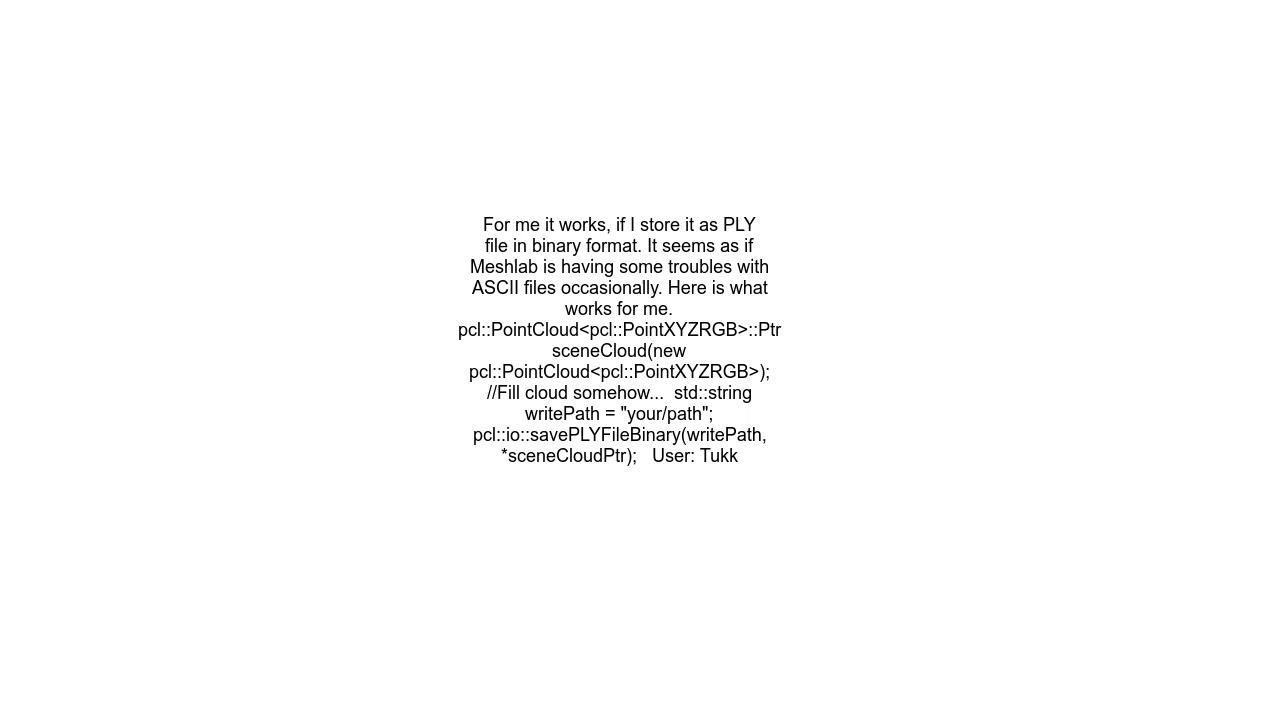 For me it works, if I store it as PLY
file in binary format. It seems as if
Meshlab is having some troubles with
ASCII files occasionally. Here is what
works for me.
pcl::PointCloud<pcl::PointXYZRGB>::Ptr
sceneCloud(new
pcl::PointCloud<pcl::PointXYZRGB>);
//Fill cloud somehow...  std::string
writePath = "your/path";
pcl::io::savePLYFileBinary(writePath,
*sceneCloudPtr);   User: Tukk